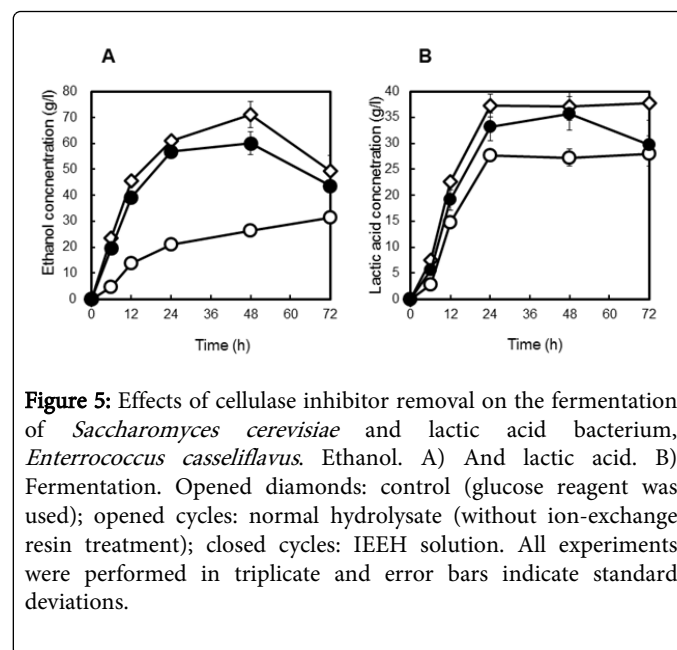 A
B
80
70
60
50
40
30
20
10
0
Ethanol concentration (g/l)
0 12 24 36 48 60 72
Time (h)
40
35
30
25
20
15
10
5
0
Lactic acid concnetration (g/l)
0 12 24 36 48 60 72
Time (h)
Figure 5: Effects of cellulase inhibitor removal on the fermentation
of Saccharomyces cerevisiae and lactic acid bacterium,
Enterrococcus casseliflavus. Ethanol. A) And lactic acid. B)
Fermentation. Opened diamonds: control (glucose reagent was
used); opened cycles: normal hydrolysate (without ion-exchange
resin treatment); closed cycles: IEEH solution. All experiments
were performed in triplicate and error bars indicate standard
deviations.